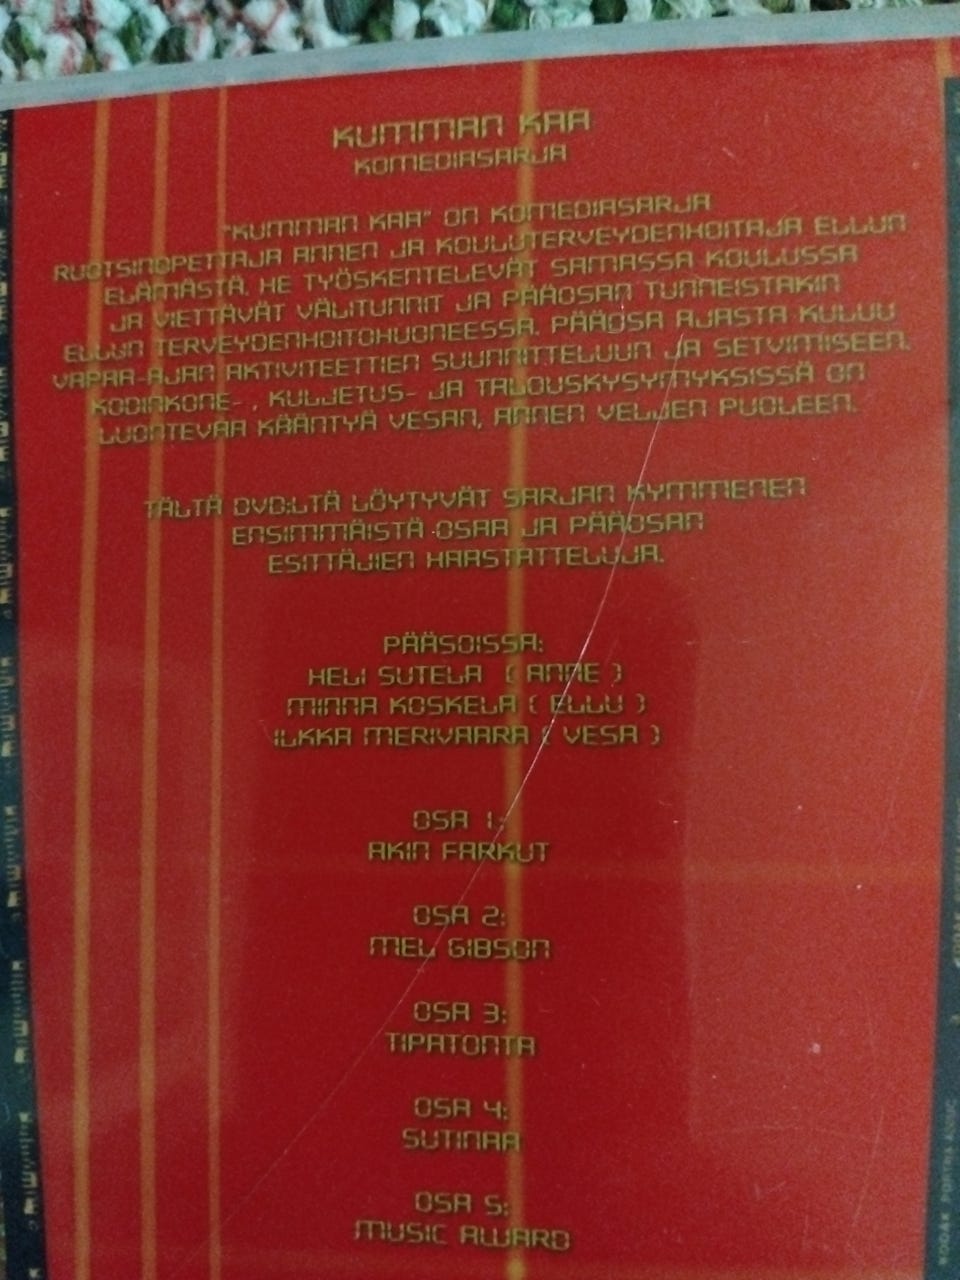 KUMMAN KAA
KOMEDIASARJA
"KUMMAN KAA" ON KOMEDIASARJA
RUOTSINOPETTAJA ANNEN JA KOULUTERVEYDENHOITAJA ELLUN
ELÄMÄSTÄ. HE TYÖSKENTELEVÄT SAMASSA KOULUSSA
JA VIETTÄVÄT VÄLITUNNIT JA PÄÄOSAN TUNNEISTAKIN
ELLUN TERVEYDENHOITOHUONEESSA. PÄÄOSA AJASTA KULUU
VAPAA-AJAN AKTIVITEETTIEN SUUNNITTELUUN JA SETVIMISEEN.
KODINKONE- , KULJETUS- JA TALOUSKYSYMYKSISSÄ ON
LUONTEVAA KÄÄNTYÄ VESAN, ANNEN VELJEN PUOLEEN.
TÄLTÄ DVD:LTÄ LÖYTYVÄT SARJAN KYMMENEN
ENSIMMÄISTÄ OSAA JA PÄÄOSAN
ESITTÄJIEN HAASTATTELUJA.
PÄÄSOISSA:
HELI SUTELA ( ANNE )
MINNA KOSKELA ( ELLU )
ILKKA MERIVAARA ( VESA )
OSA 1:
AKIN FARKUT
OSA 2:
MEL GIBSON
OSA 3:
TIPATONTA
OSA 4:
SUTINAA
OSA 5:
MUSIC AWARD
KODAK PORTRA